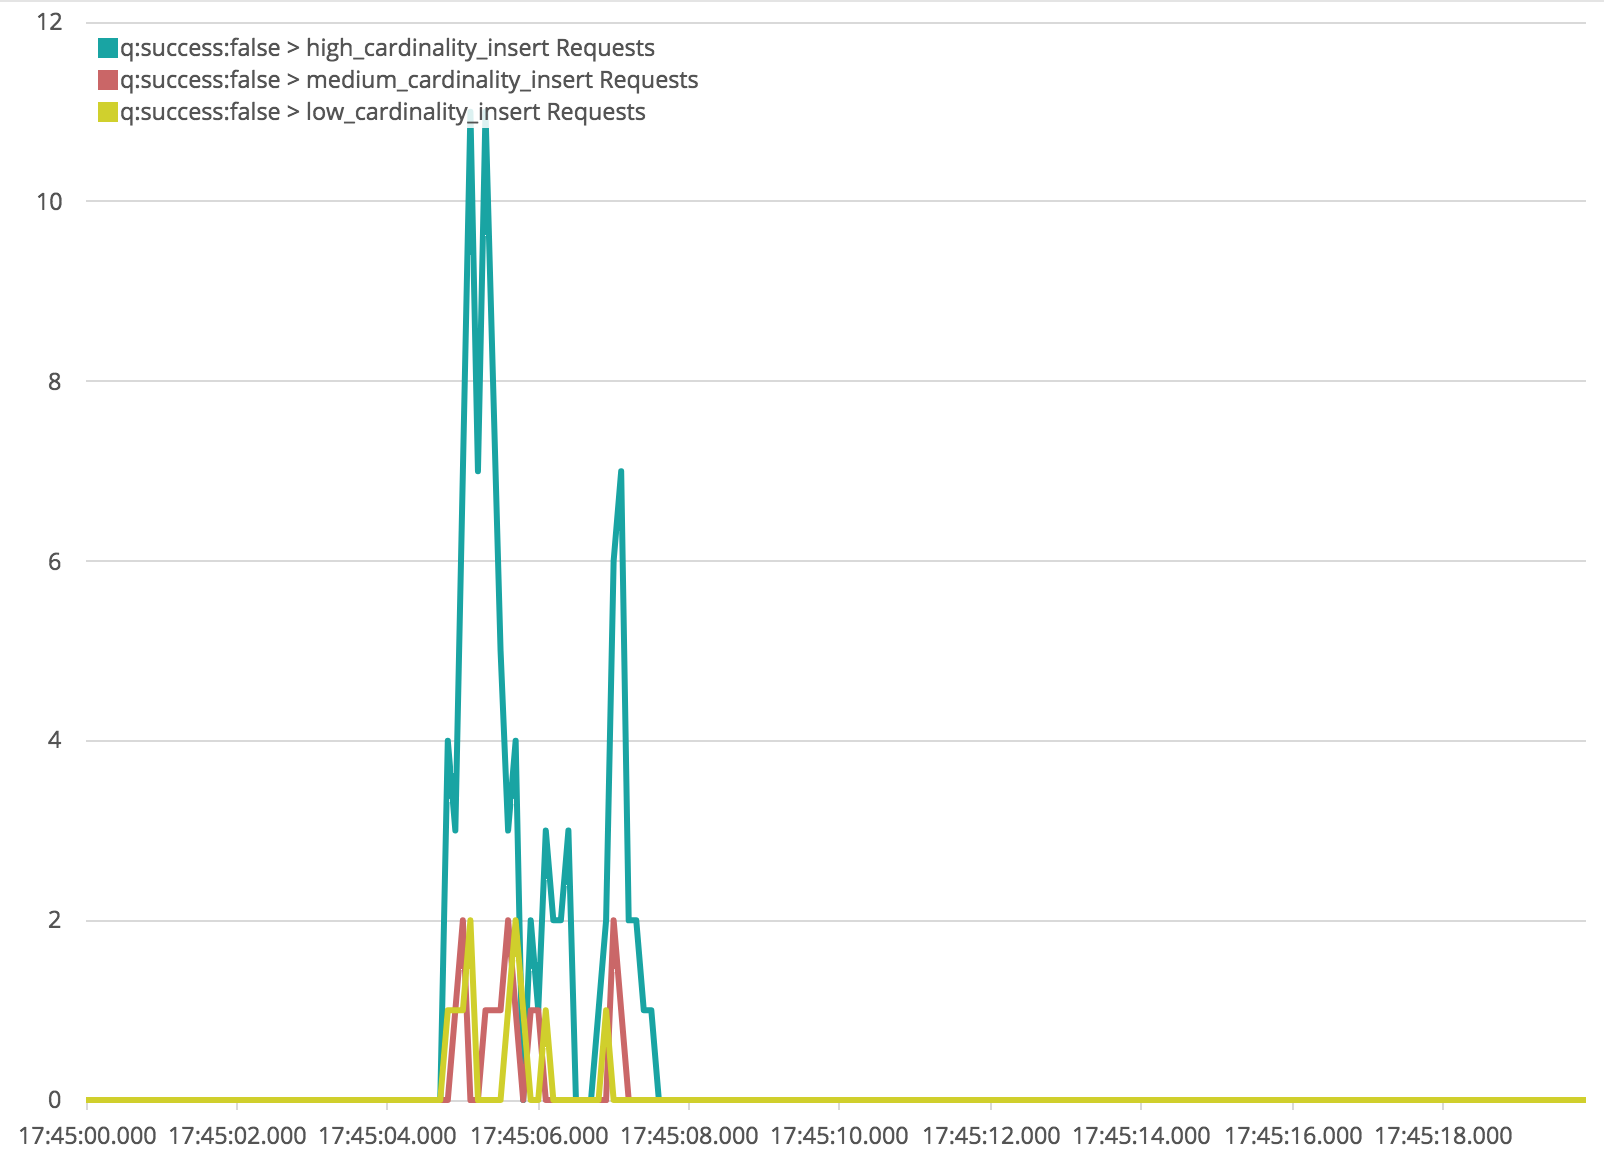 12
q:success:false > high_cardinality_insert Requests
q:success:false > medium_cardinality_insert Requests
q:success:false > low_cardinality_insert Requests
10
8
6
4
2
0
17:45:00.000 17:45:02.000 17:45:04.000 17:45:06.000 17:45:08.000 17:45:10.000 17:45:12.000 17:45:14.000 17:45:16.000 17:45:18.000